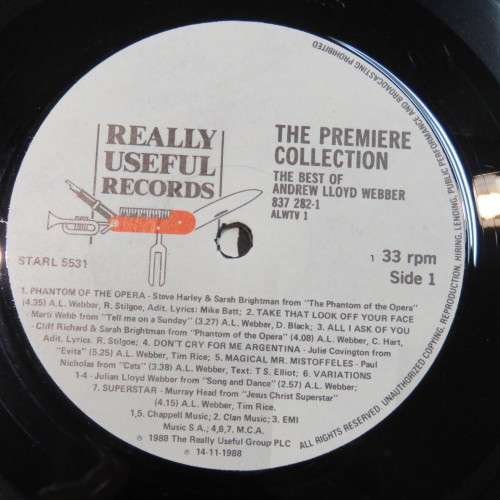 REALLY
USEFUL
RECORDS
THE PREMIERE
COLLECTION
THE BEST OF
ANDREW LLOYD WEBBER
837 282-1
ALWTV 1
STARL 5531
1 33 rpm
Side 1
1. PHANTOM OF THE OPERA - Steve Harley & Sarah Brightman from "The Phantom of the Opera"
(4.35) A.L. Webber, R. Stilgoe, Adit. Lyrics: Mike Batt; 2. TAKE THAT LOOK OFF YOUR FACE
Marti Webb from "Tell me on a Sunday" (3.27) A.L. Webber, D. Black; 3. ALL I ASK OF YOU
- Cliff Richard & Sarah Brightman from "Phantom of the Opera" (4.08) A.L. Webber, C. Hart,
Adit. Lyrics. R. Stilgoe; 4. DON'T CRY FOR ME ARGENTINA - Julie Covington from
"Evita" (5.25) A.L. Webber, Tim Rice; 5. MAGICAL MR. MISTOFFELES - Paul
Nicholas from "Cats" (3.38) A.L. Webber, Text: T.S. Elliot; 6. VARIATIONS
1-4 - Julian Lloyd Webber from "Song and Dance" (2.57) A.L. Webber;
7. SUPERSTAR - Murray Head from "Jesus Christ Superstar"
(4.15) A.L. Webber, Tim Rice.
1,5. Chappell Music; 2. Clan Music; 3. EMI
Music S.A.; 4,6,7. M.C.A.
℗ 1988 The Really Useful Group PLC
℗ 14-11-1988
ALL RIGHTS RESERVED. UNAUTHORIZED COPYING, REPRODUCTION, HIRING, LENDING, PUBLIC PERFORMANCE AND BROADCASTING PROHIBITED